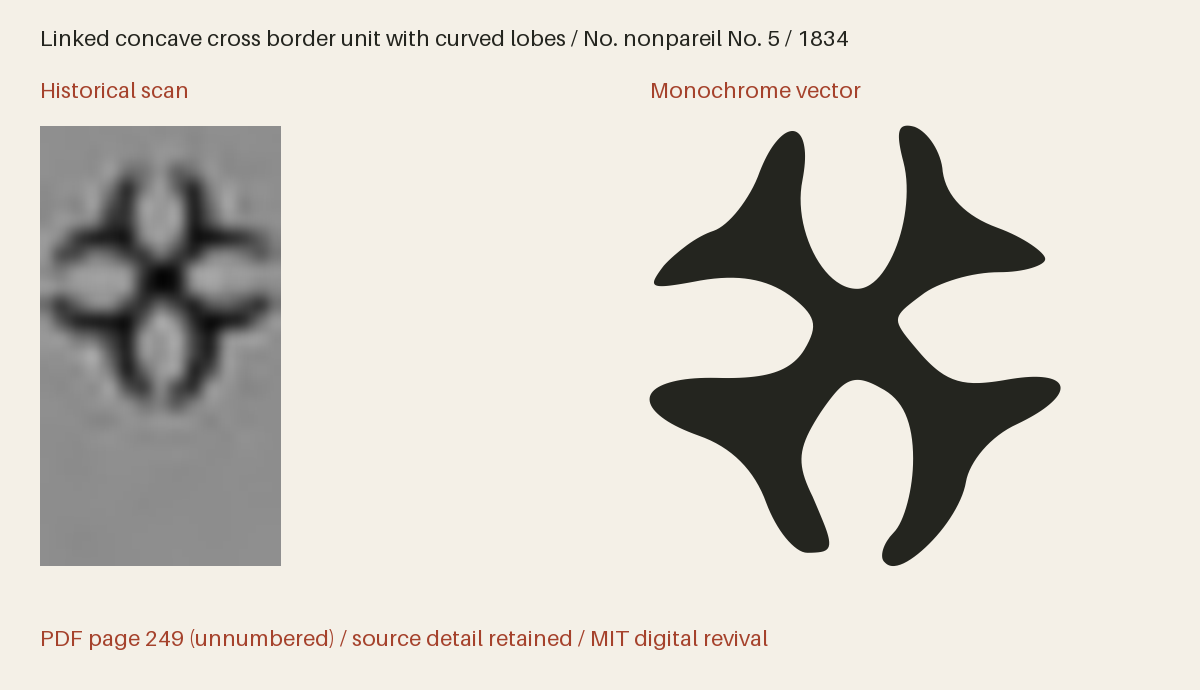 Linked concave cross border unit with curved lobes / No. nonpareil No. 5 / 1834
Historical scan
Monochrome vector
PDF page 249 (unnumbered) / source detail retained / MIT digital revival